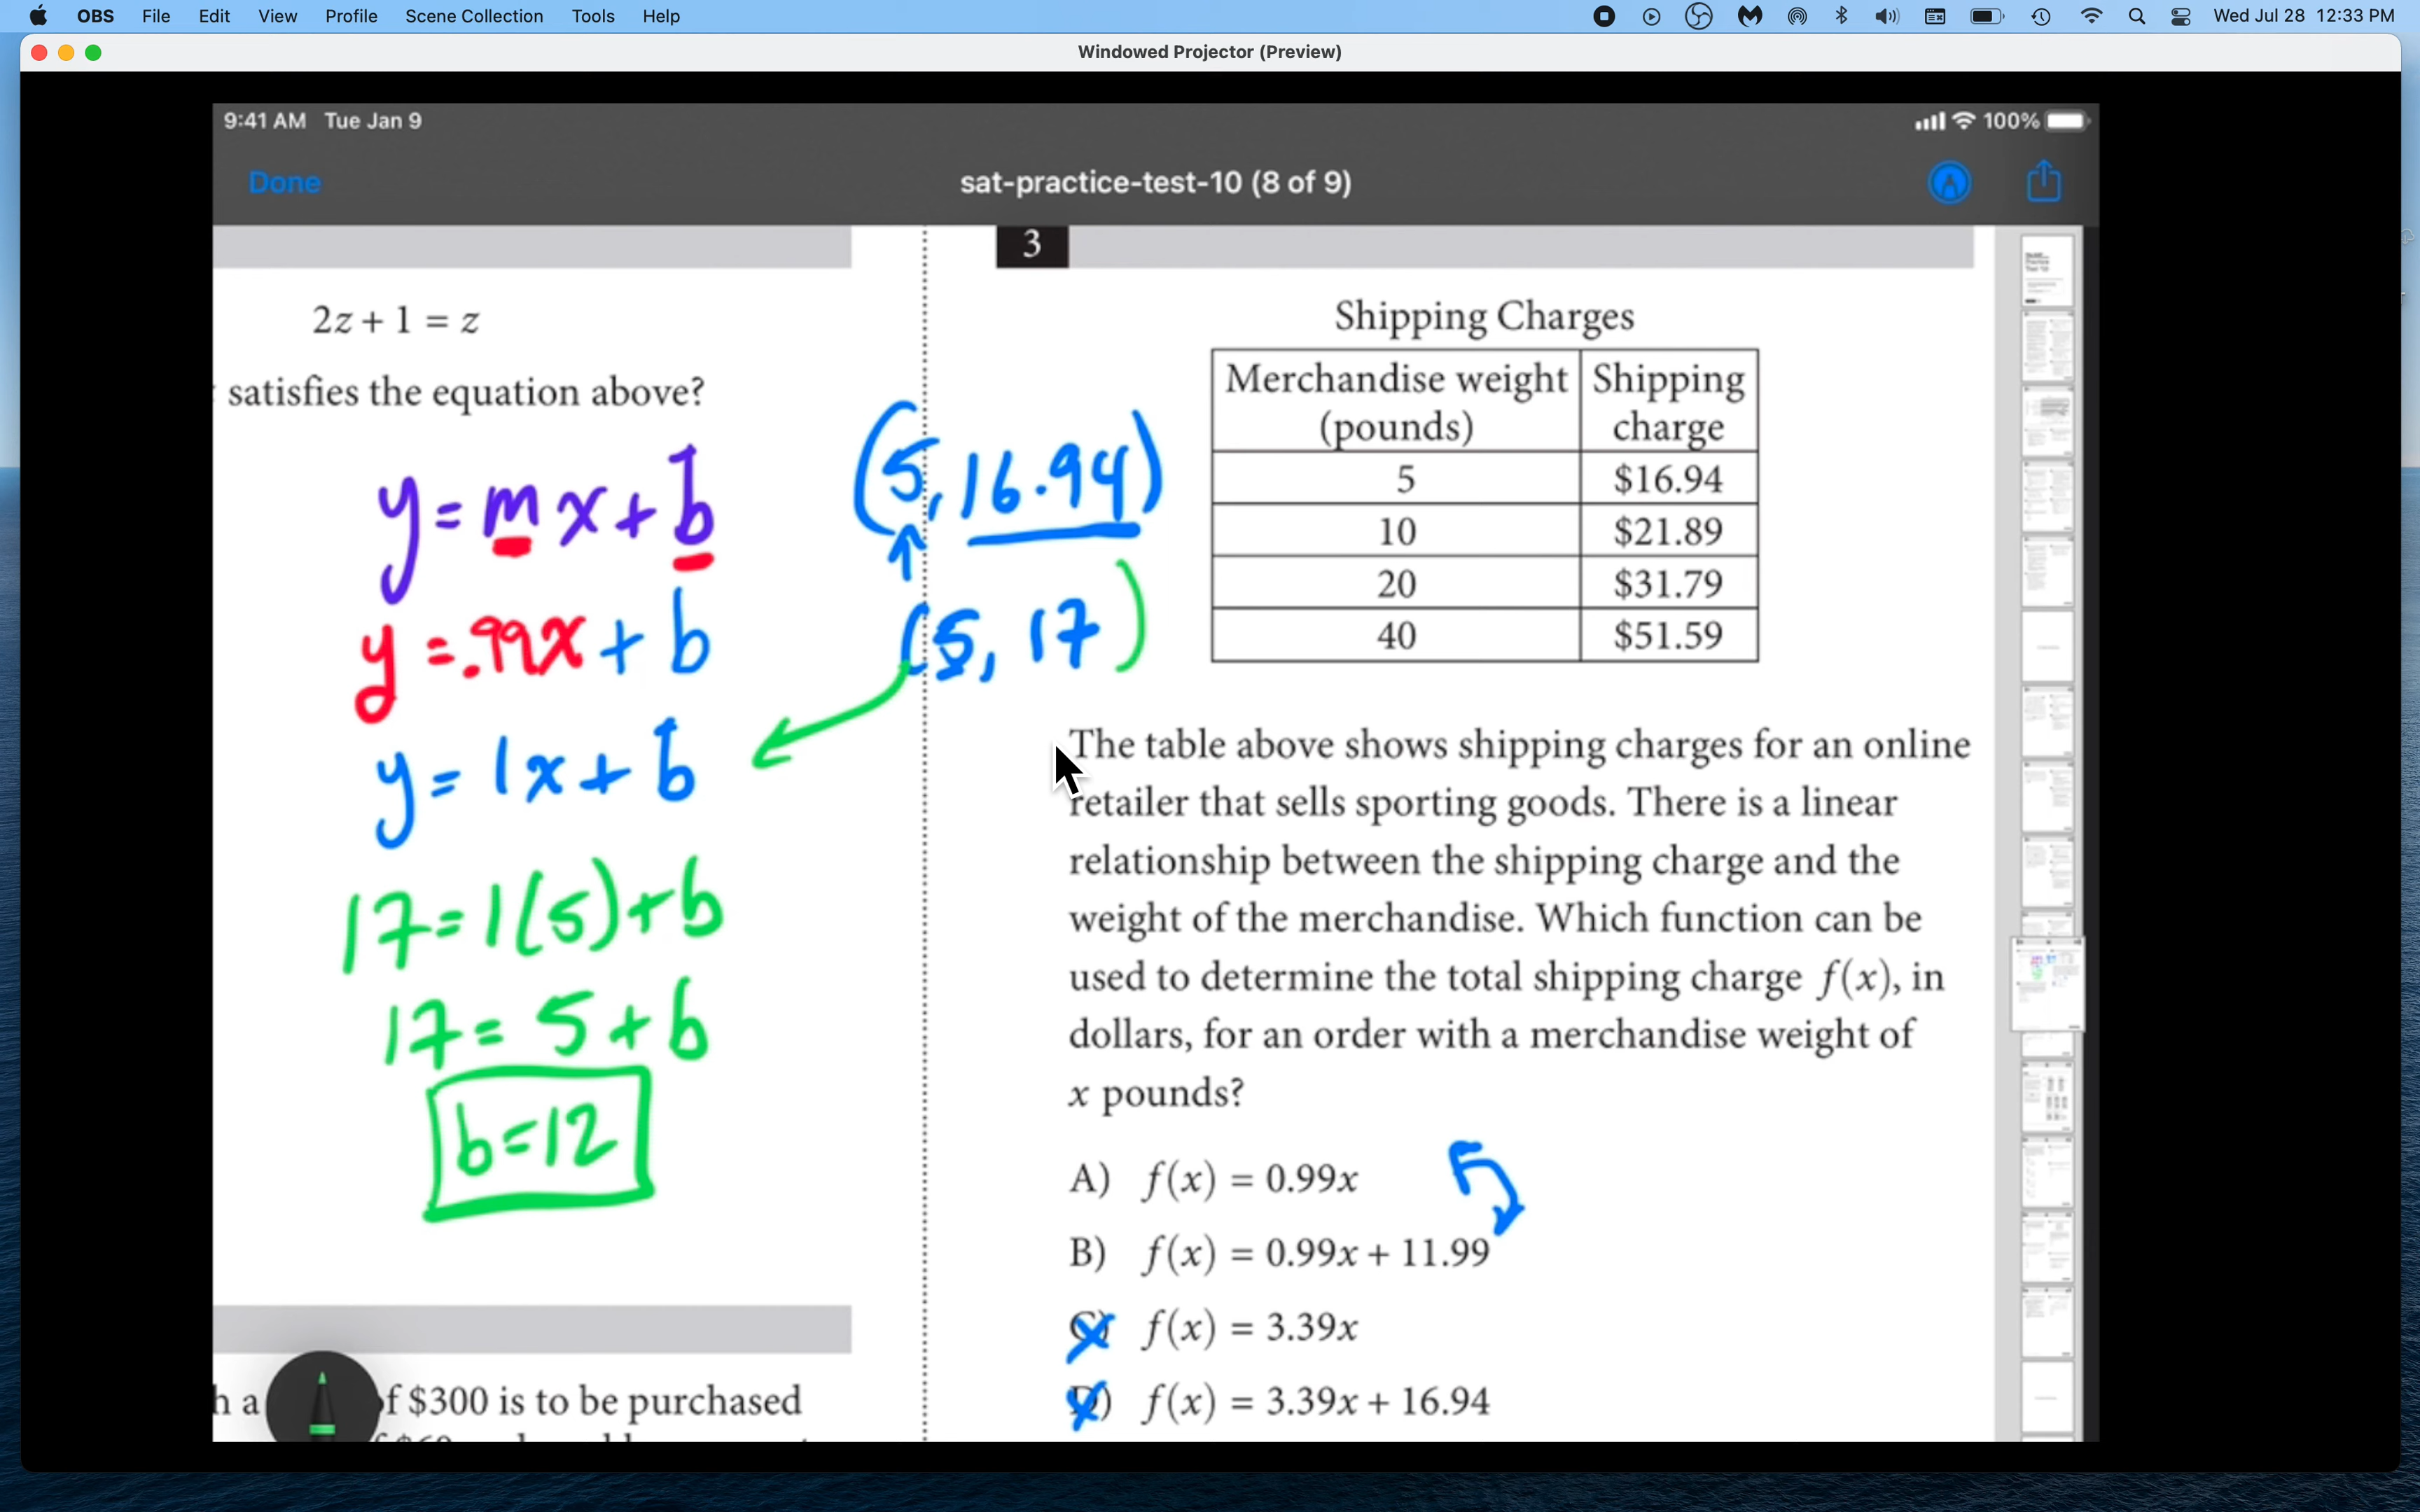 OBS File Edit View Profile Scene Collection Tools Help Wed Jul 28 12:33 PM
Windowed Projector (Preview)
9:41 AM Tue Jan 9 100%
Done sat-practice-test-10 (8 of 9)
2z + 1 = z
satisfies the equation above?
y = mx + b
y = .99x + b
y = 1x + b
17 = 1(5) + b
17 = 5 + b
b = 12
h a f $300 is to be purchased
(5, 16.94)
(5, 17)
3
Shipping Charges
Merchandise weight (pounds) Shipping charge
5 $16.94
10 $21.89
20 $31.79
40 $51.59
The table above shows shipping charges for an online
retailer that sells sporting goods. There is a linear
relationship between the shipping charge and the
weight of the merchandise. Which function can be
used to determine the total shipping charge f(x), in
dollars, for an order with a merchandise weight of
x pounds?
A) f(x) = 0.99x
B) f(x) = 0.99x + 11.99
C) f(x) = 3.39x
D) f(x) = 3.39x + 16.94